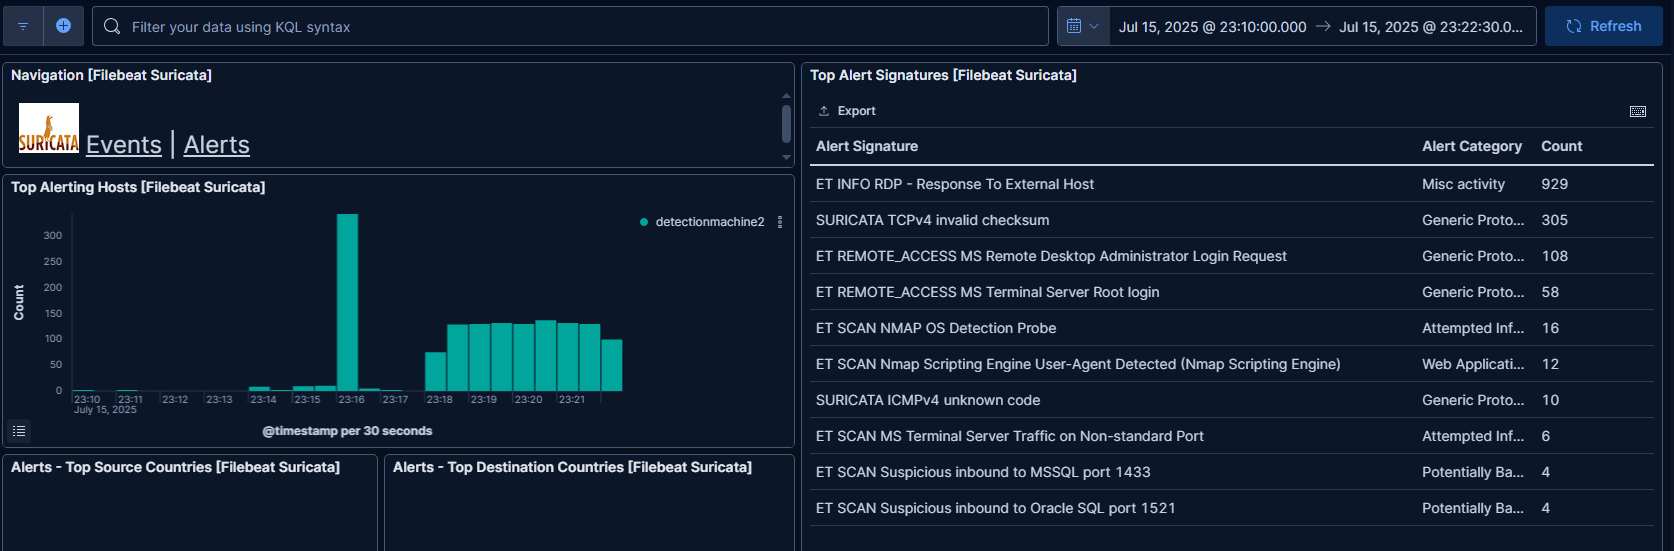 Filter your data using KQL syntax
Jul 15, 2025 @ 23:10:00.000 → Jul 15, 2025 @ 23:22:30.0...
Refresh
Navigation [Filebeat Suricata]
SURICATA
Events | Alerts
Top Alerting Hosts [Filebeat Suricata]
detectionmachine2
Count
300
250
200
150
100
50
0
23:10 23:11 23:12 23:13 23:14 23:15 23:16 23:17 23:18 23:19 23:20 23:21
July 15, 2025
@timestamp per 30 seconds
Alerts - Top Source Countries [Filebeat Suricata]
Alerts - Top Destination Countries [Filebeat Suricata]
Top Alert Signatures [Filebeat Suricata]
Export
Alert Signature Alert Category Count
ET INFO RDP - Response To External Host Misc activity 929
SURICATA TCPv4 invalid checksum Generic Proto... 305
ET REMOTE_ACCESS MS Remote Desktop Administrator Login Request Generic Proto... 108
ET REMOTE_ACCESS MS Terminal Server Root login Generic Proto... 58
ET SCAN NMAP OS Detection Probe Attempted Inf... 16
ET SCAN Nmap Scripting Engine User-Agent Detected (Nmap Scripting Engine) Web Applicati... 12
SURICATA ICMPv4 unknown code Generic Proto... 10
ET SCAN MS Terminal Server Traffic on Non-standard Port Attempted Inf... 6
ET SCAN Suspicious inbound to MSSQL port 1433 Potentially Ba... 4
ET SCAN Suspicious inbound to Oracle SQL port 1521 Potentially Ba... 4